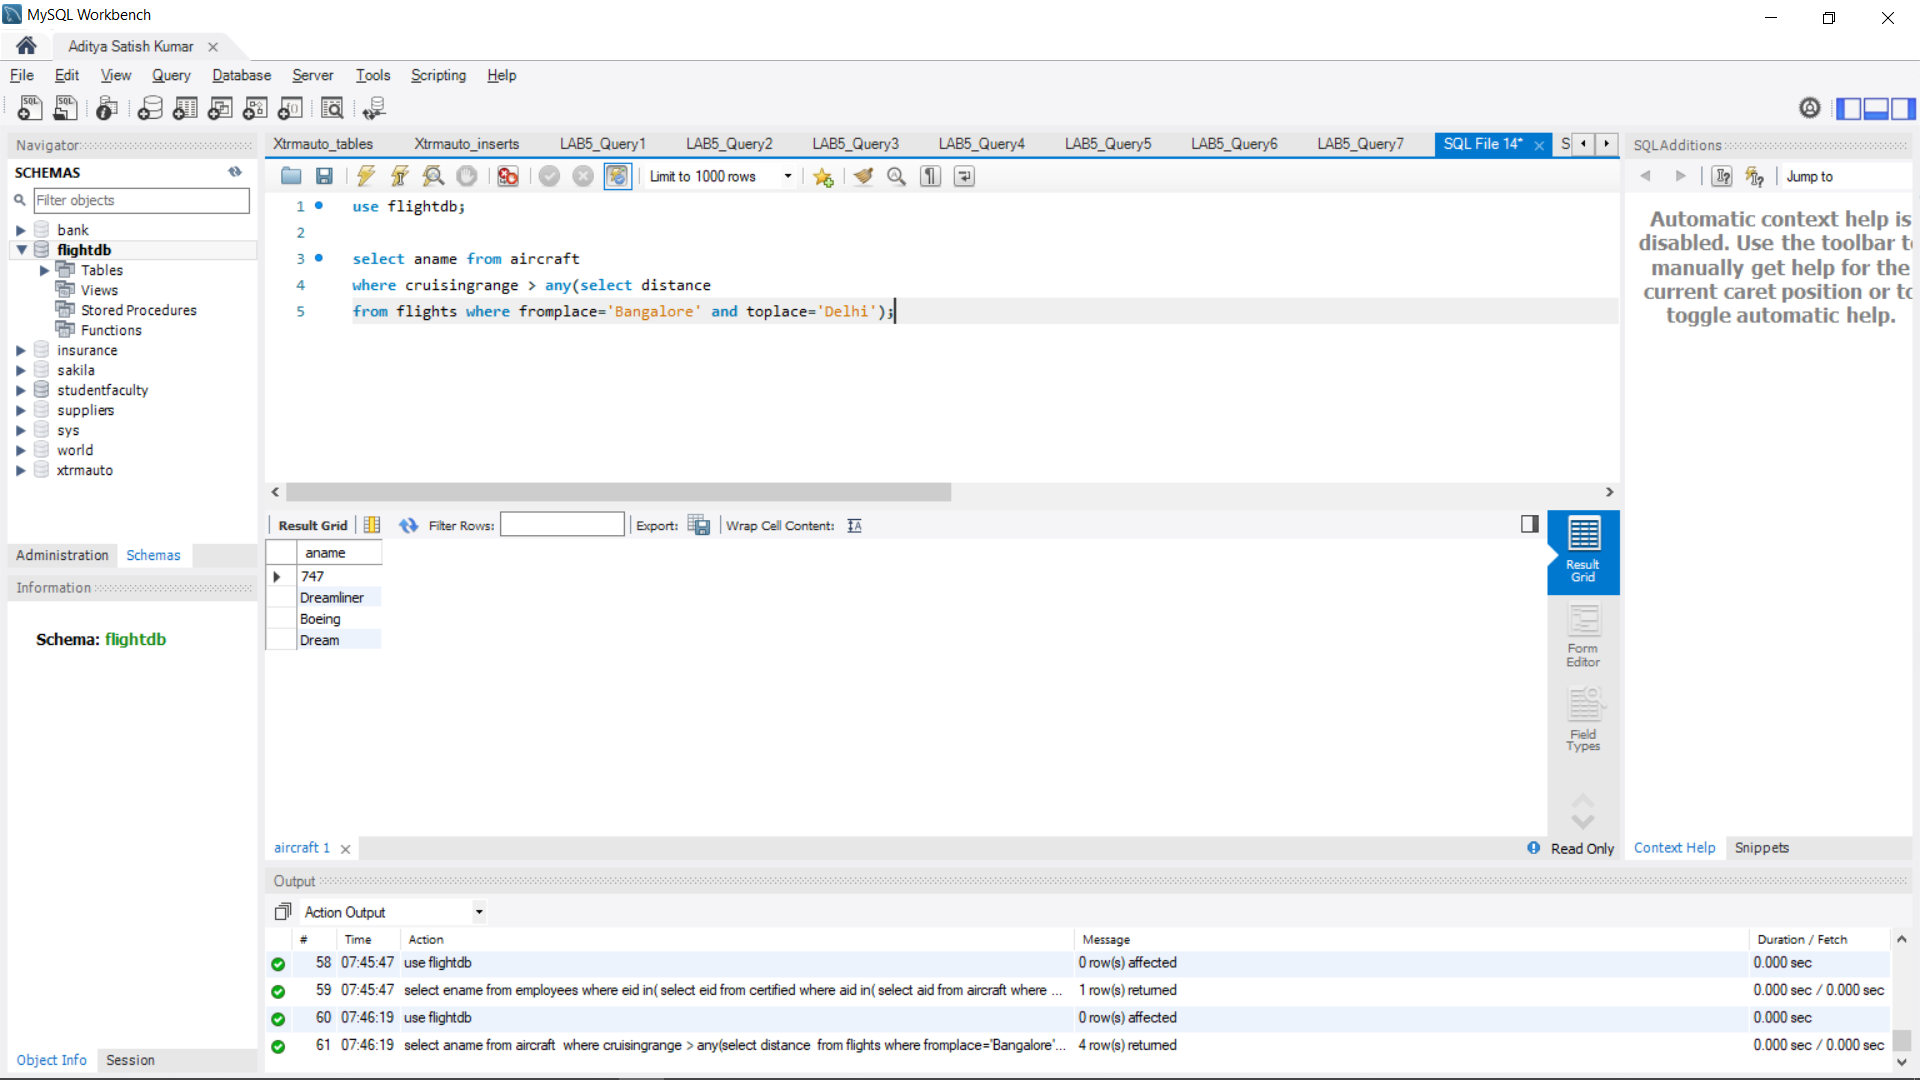 MySQL Workbench
Aditya Satish Kumar
File Edit View Query Database Server Tools Scripting Help
Navigator
SCHEMAS
Filter objects
bank
flightdb
Tables
Views
Stored Procedures
Functions
insurance
sakila
studentfaculty
suppliers
sys
world
xtrmauto
Administration Schemas
Information
Schema: flightdb
Object Info Session
Xtrmauto_tables Xtrmauto_inserts LAB5_Query1 LAB5_Query2 LAB5_Query3 LAB5_Query4 LAB5_Query5 LAB5_Query6 LAB5_Query7 SQL File 14* S
Limit to 1000 rows
1 use flightdb;
2
3 select aname from aircraft
4 where cruisingrange > any(select distance
5 from flights where fromplace='Bangalore' and toplace='Delhi');
Result Grid Filter Rows: Export: Wrap Cell Content:
aname
747
Dreamliner
Boeing
Dream
Result Grid
Form Editor
Field Types
aircraft 1 Read Only
SQLAdditions
Jump to
Automatic context help is
disabled. Use the toolbar t
manually get help for the
current caret position or to
toggle automatic help.
Context Help Snippets
Output
Action Output
# Time Action Message Duration / Fetch
58 07:45:47 use flightdb 0 row(s) affected 0.000 sec
59 07:45:47 select ename from employees where eid in( select eid from certified where aid in( select aid from aircraft where ... 1 row(s) returned 0.000 sec / 0.000 sec
60 07:46:19 use flightdb 0 row(s) affected 0.000 sec
61 07:46:19 select aname from aircraft where cruisingrange > any(select distance from flights where fromplace='Bangalore'... 4 row(s) returned 0.000 sec / 0.000 sec